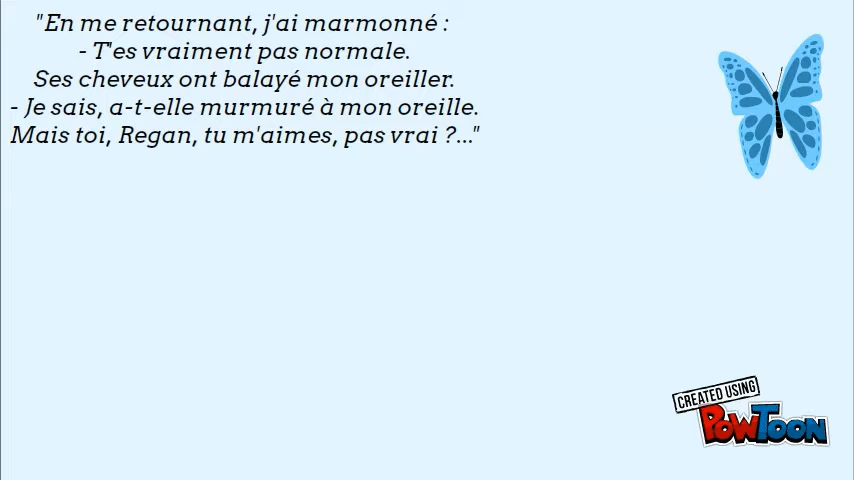 "En me retournant, j'ai marmonné :
- T'es vraiment pas normale.
Ses cheveux ont balayé mon oreiller.
- Je sais, a-t-elle murmuré à mon oreille.
Mais toi, Regan, tu m'aimes, pas vrai ?..."
CREATED USING
POWTOON